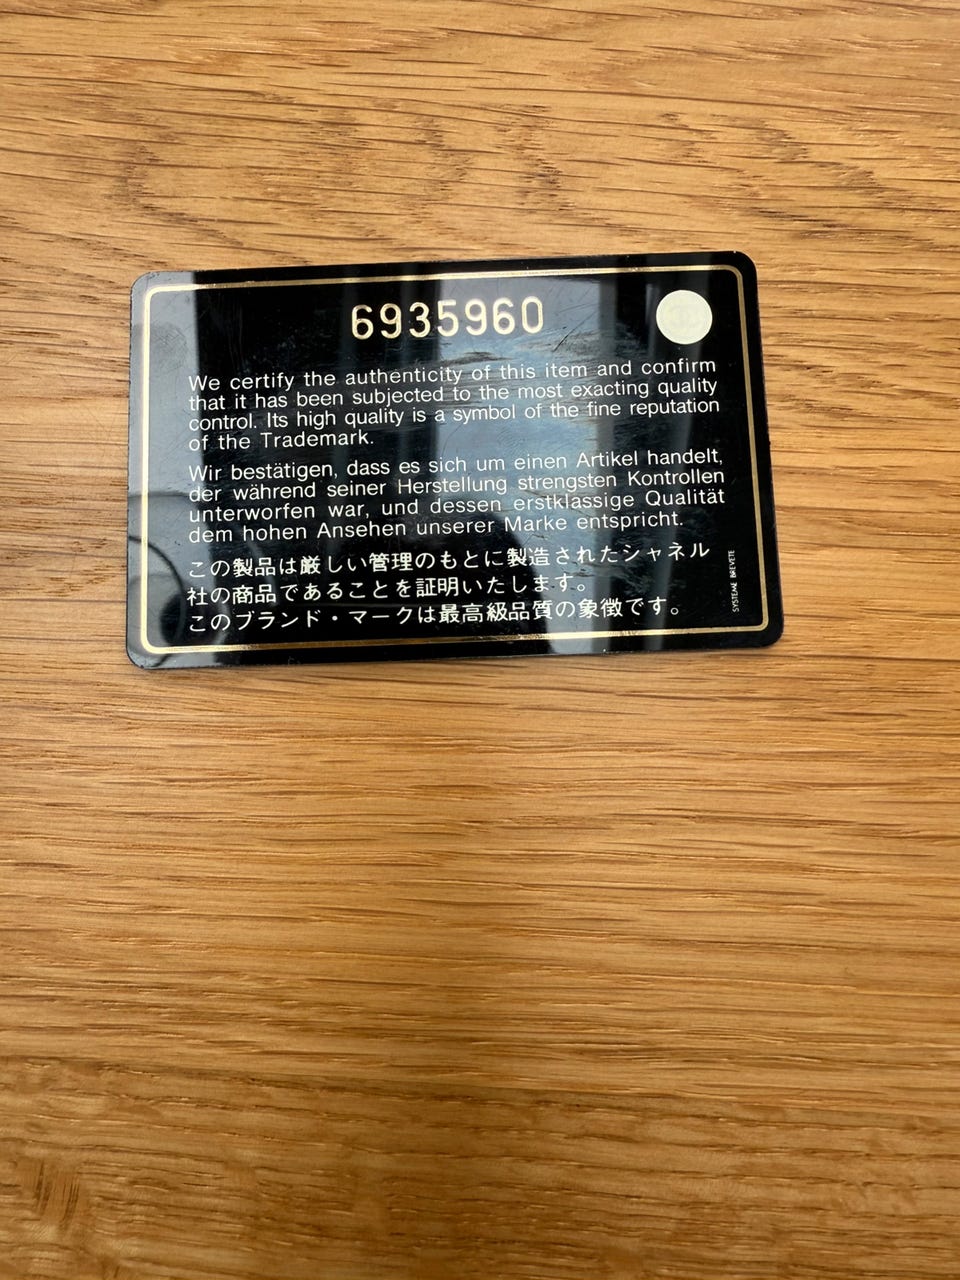 6935960
We certify the authenticity of this item and confirm
that it has been subjected to the most exacting quality
control. Its high quality is a symbol of the fine reputation
of the Trademark.
Wir bestätigen, dass es sich um einen Artikel handelt,
der während seiner Herstellung strengsten Kontrollen
unterworfen war, und dessen erstklassige Qualität
dem hohen Ansehen unserer Marke entspricht.
この製品は厳しい管理のもとに製造されたシャネル
社の商品であることを証明いたします。
このブランド・マークは最高級品質の象徴です。
SYSTEME BREVETE